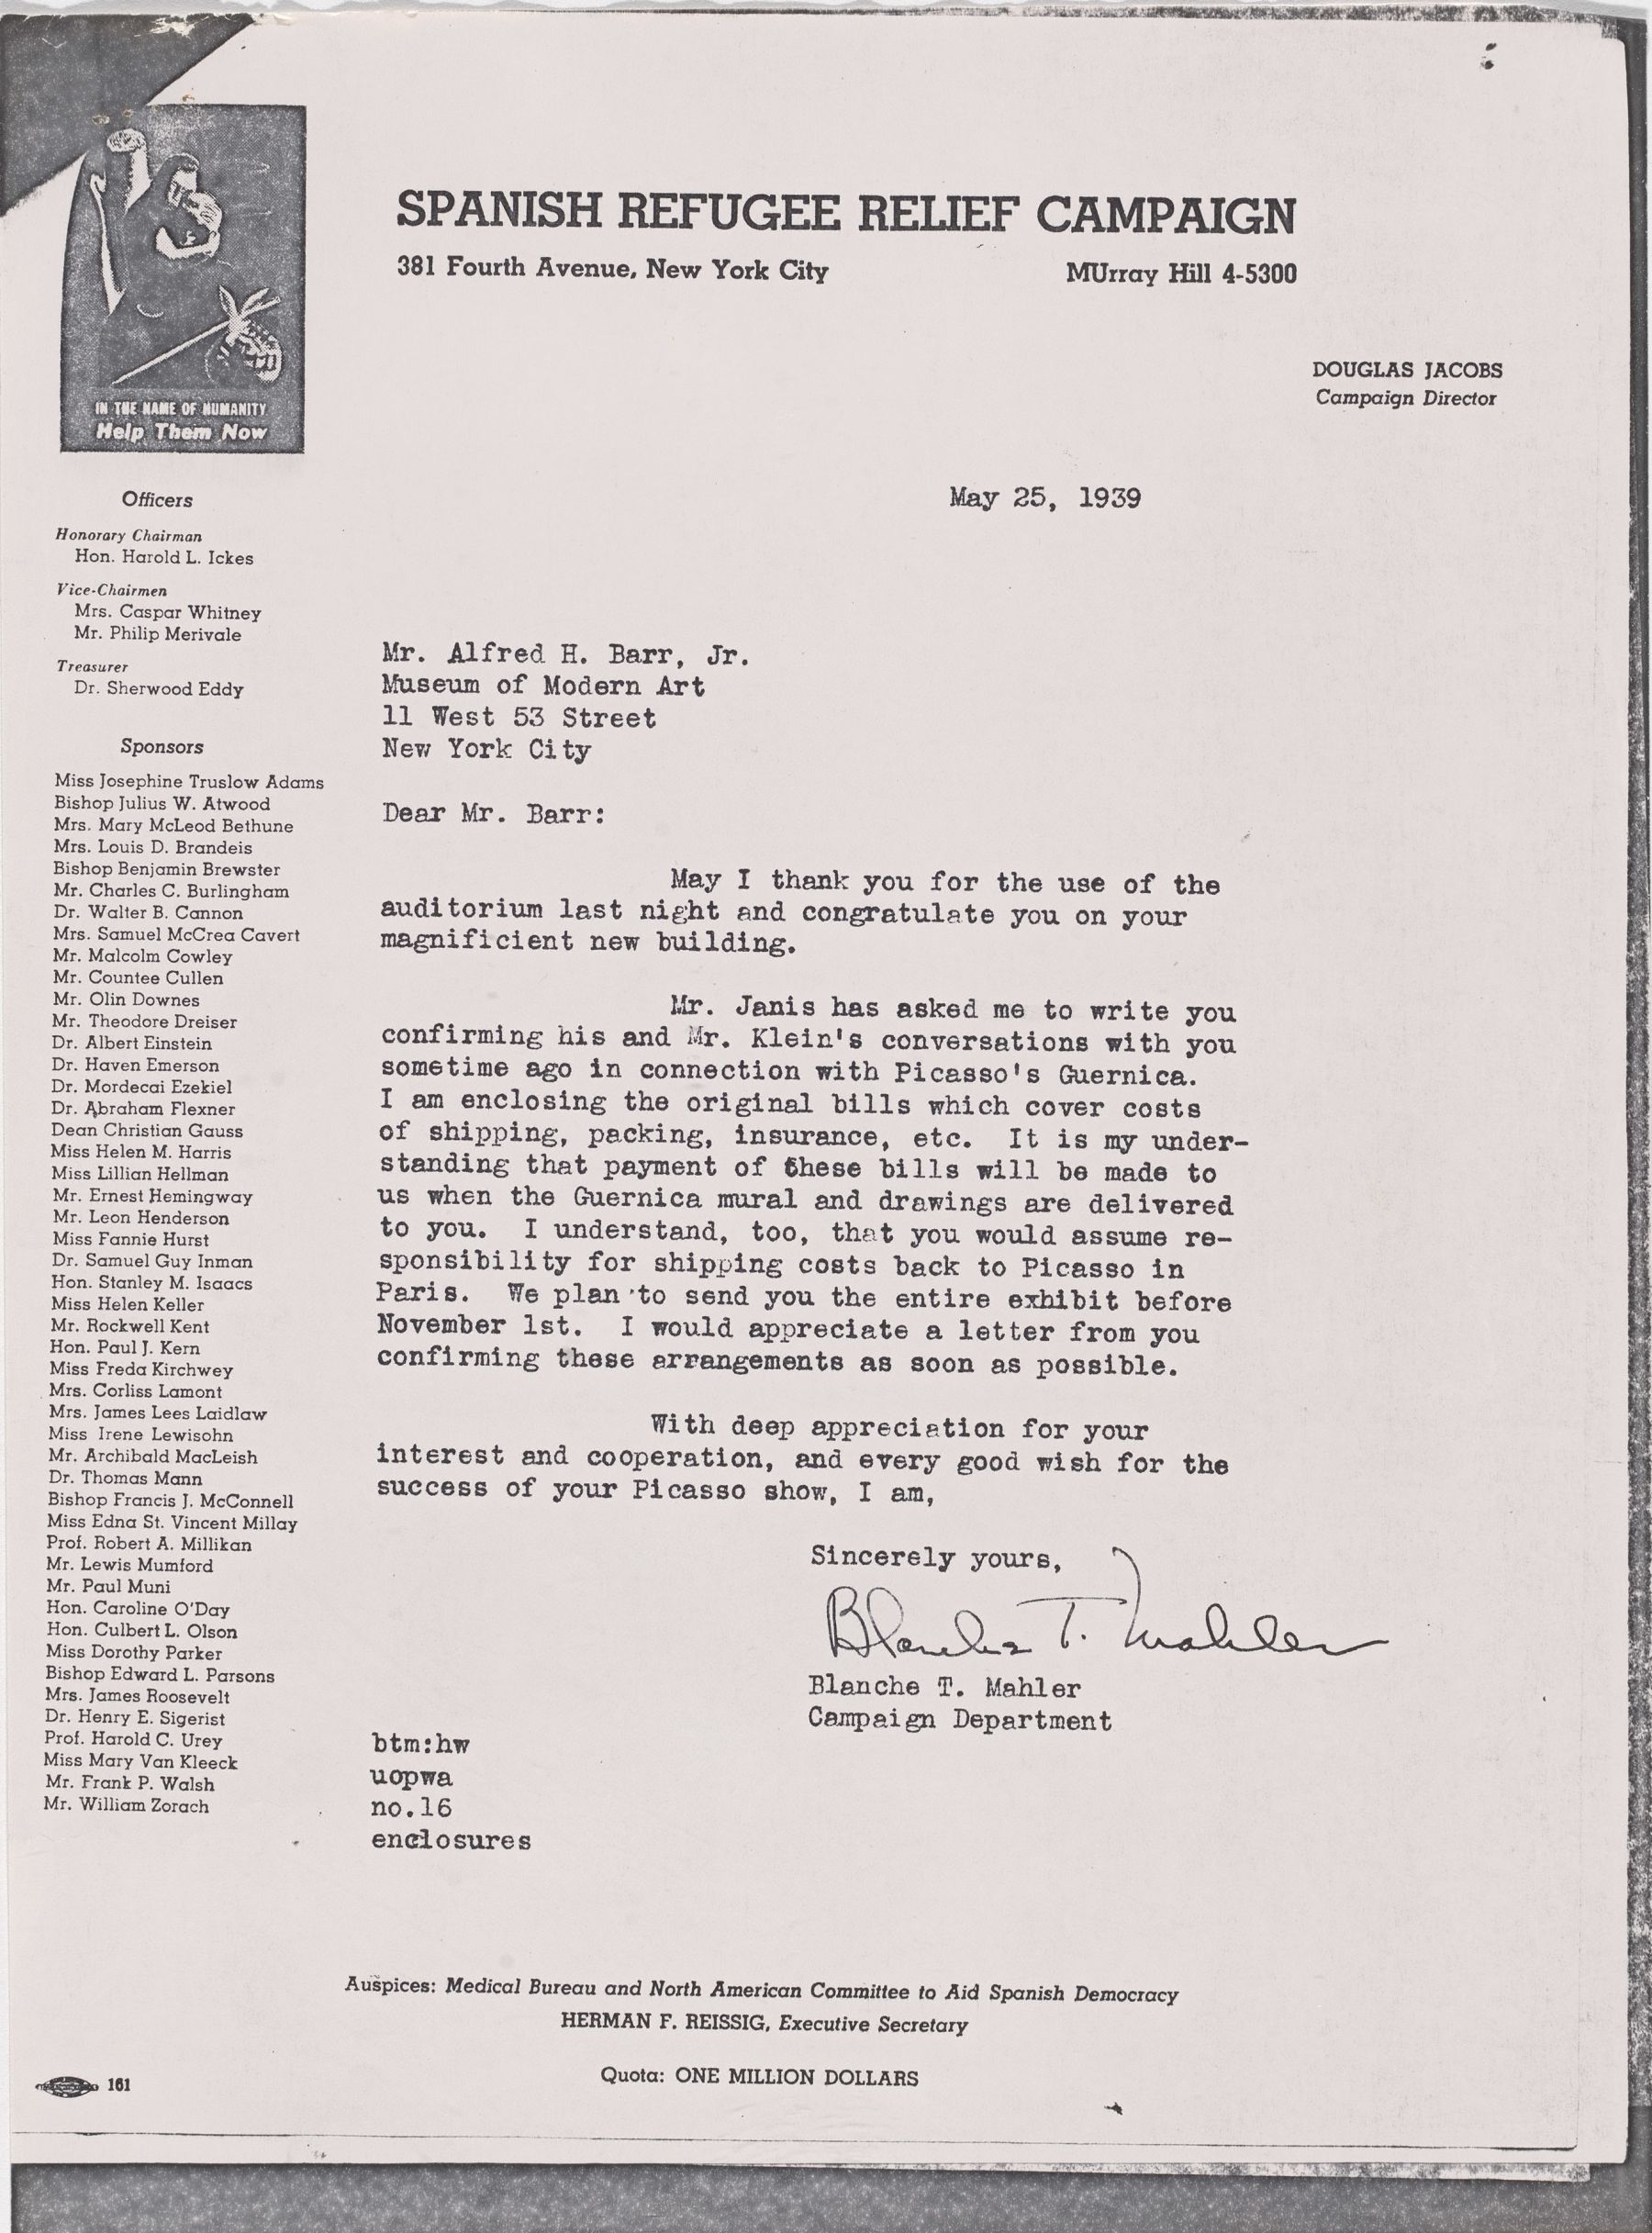 SPANISH REFUGEE RELIEF CAMPAIGN
381 Fourth Avenue, New York City MUrray Hill 4-5300
DOUGLAS JACOBS
Campaign Director
IN THE NAME OF HUMANITY
Help Them Now
Officers
Honorary Chairman
Hon. Harold L. Ickes
Vice-Chairmen
Mrs. Caspar Whitney
Mr. Philip Merivale
Treasurer
Dr. Sherwood Eddy
Sponsors
Miss Josephine Truslow Adams
Bishop Julius W. Atwood
Mrs. Mary McLeod Bethune
Mrs. Louis D. Brandeis
Bishop Benjamin Brewster
Mr. Charles C. Burlingham
Dr. Walter B. Cannon
Mrs. Samuel McCrea Cavert
Mr. Malcolm Cowley
Mr. Countee Cullen
Mr. Olin Downes
Mr. Theodore Dreiser
Dr. Albert Einstein
Dr. Haven Emerson
Dr. Mordecai Ezekiel
Dr. Abraham Flexner
Dean Christian Gauss
Miss Helen M. Harris
Miss Lillian Hellman
Mr. Ernest Hemingway
Mr. Leon Henderson
Miss Fannie Hurst
Dr. Samuel Guy Inman
Hon. Stanley M. Isaacs
Miss Helen Keller
Mr. Rockwell Kent
Hon. Paul J. Kern
Miss Freda Kirchwey
Mrs. Corliss Lamont
Mrs. James Lees Laidlaw
Miss Irene Lewisohn
Mr. Archibald MacLeish
Dr. Thomas Mann
Bishop Francis J. McConnell
Miss Edna St. Vincent Millay
Prof. Robert A. Millikan
Mr. Lewis Mumford
Mr. Paul Muni
Hon. Caroline O'Day
Hon. Culbert L. Olson
Miss Dorothy Parker
Bishop Edward L. Parsons
Mrs. James Roosevelt
Dr. Henry E. Sigerist
Prof. Harold C. Urey
Miss Mary Van Kleeck
Mr. Frank P. Walsh
Mr. William Zorach
May 25, 1939
Mr. Alfred H. Barr, Jr.
Museum of Modern Art
11 West 53 Street
New York City
Dear Mr. Barr:
May I thank you for the use of the
auditorium last night and congratulate you on your
magnificient new building.
Mr. Janis has asked me to write you
confirming his and Mr. Klein's conversations with you
sometime ago in connection with Picasso's Guernica.
I am enclosing the original bills which cover costs
of shipping, packing, insurance, etc. It is my under-
standing that payment of these bills will be made to
us when the Guernica mural and drawings are delivered
to you. I understand, too, that you would assume re-
sponsibility for shipping costs back to Picasso in
Paris. We plan to send you the entire exhibit before
November 1st. I would appreciate a letter from you
confirming these arrangements as soon as possible.
With deep appreciation for your
interest and cooperation, and every good wish for the
success of your Picasso show, I am,
Sincerely yours,
Blanche T. Mahler
Blanche T. Mahler
Campaign Department
btm:hw
uopwa
no.16
enclosures
Auspices: Medical Bureau and North American Committee to Aid Spanish Democracy
HERMAN F. REISSIG, Executive Secretary
Quota: ONE MILLION DOLLARS
161